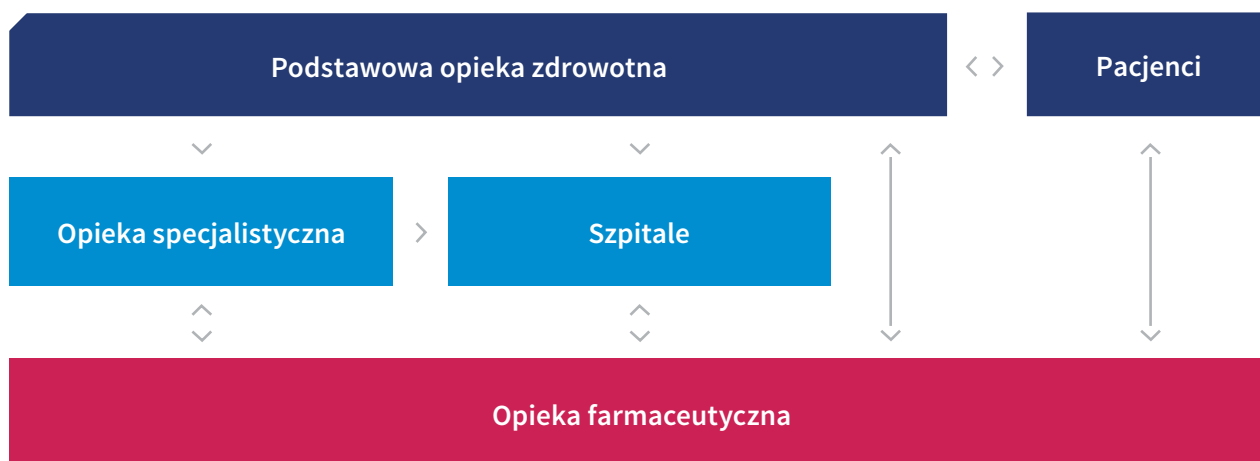 Podstawowa opieka zdrowotna
Pacjenci
Opieka specjalistyczna
Szpitale
Opieka farmaceutyczna